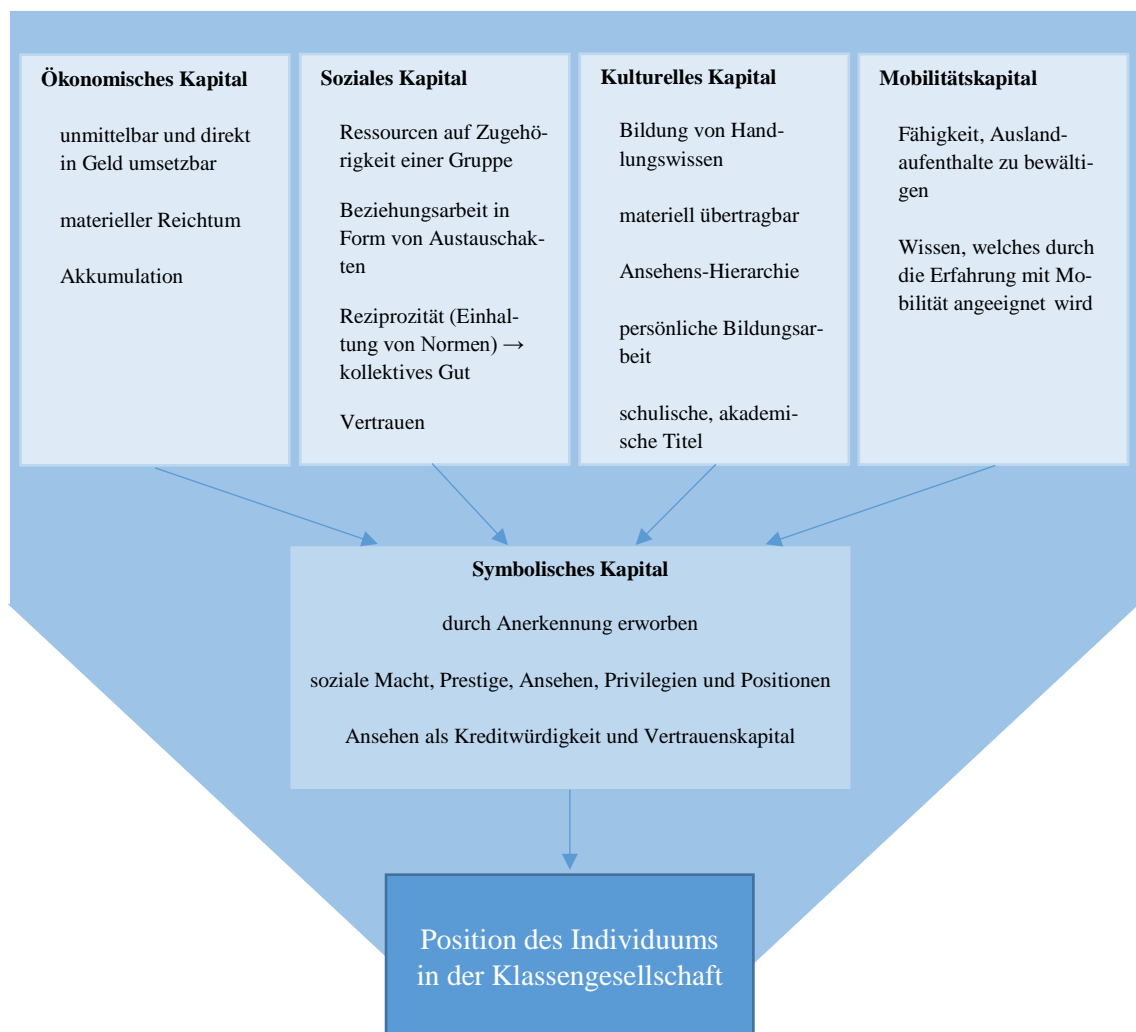 Ökonomisches Kapital
unmittelbar und direkt
in Geld umsetzbar
materieller Reichtum
Akkumulation
Soziales Kapital
Ressourcen auf Zugehö-
rigkeit einer Gruppe
Beziehungsarbeit in
Form von Austauschak-
ten
Reziprozität (Einhal-
tung von Normen) →
kollektives Gut
Vertrauen
Kulturelles Kapital
Bildung von Hand-
lungswissen
materiell übertragbar
Ansehens-Hierarchie
persönliche Bildungsar-
beit
schulische, akademi-
sche Titel
Mobilitätskapital
Fähigkeit, Ausland-
aufenthalte zu bewälti-
gen
Wissen, welches durch
die Erfahrung mit Mo-
bilität angeeignet wird
Symbolisches Kapital
durch Anerkennung erworben
soziale Macht, Prestige, Ansehen, Privilegien und Positionen
Ansehen als Kreditwürdigkeit und Vertrauenskapital
Position des Individuums
in der Klassengesellschaft